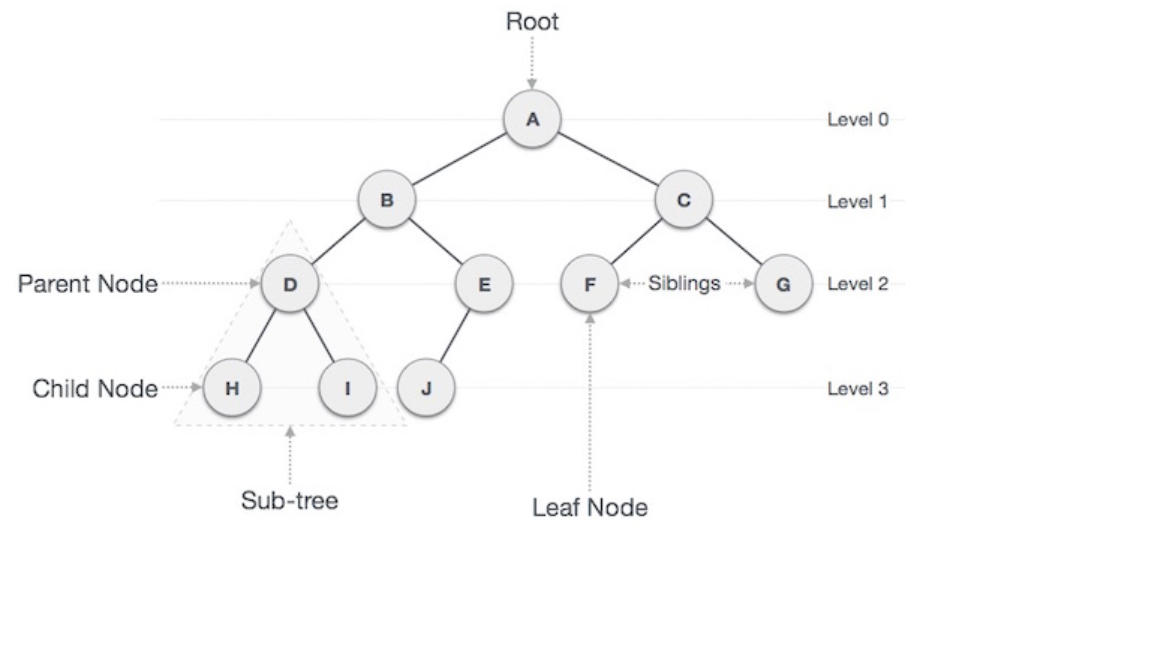 Root
A
Level 0
B
C
Level 1
Parent Node
D
E
F
Siblings
G
Level 2
Child Node
H
I
J
Level 3
Sub-tree
Leaf Node